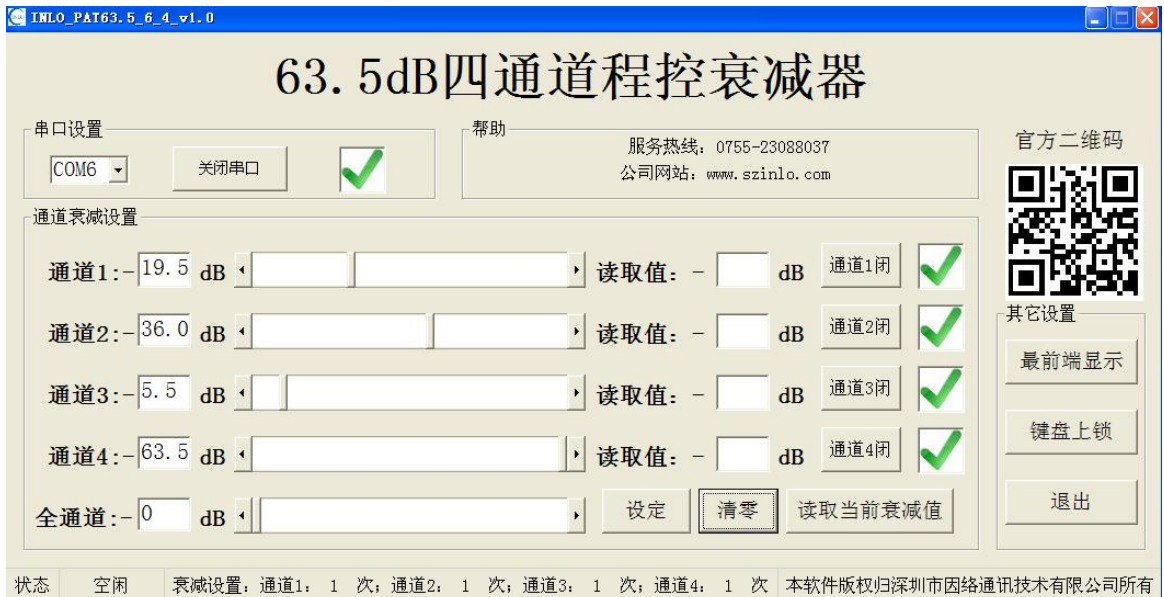 INLO_PAT63.5_6_4_v1.0
63.5dB四通道程控衰减器
串口设置
COM6
关闭串口
帮助
服务热线：0755-23088037
公司网站：www.szinlo.com
官方二维码
通道衰减设置
通道1:-19.5 dB 读取值：- dB 通道1闭
通道2:-36.0 dB 读取值：- dB 通道2闭
通道3:-5.5 dB 读取值：- dB 通道3闭
通道4:-63.5 dB 读取值：- dB 通道4闭
全通道:-0 dB 设定 清零 读取当前衰减值
其它设置
最前端显示
键盘上锁
退出
状态 空闲 衰减设置：通道1： 1 次；通道2： 1 次；通道3： 1 次；通道4： 1 次 本软件版权归深圳市因络通讯技术有限公司所有